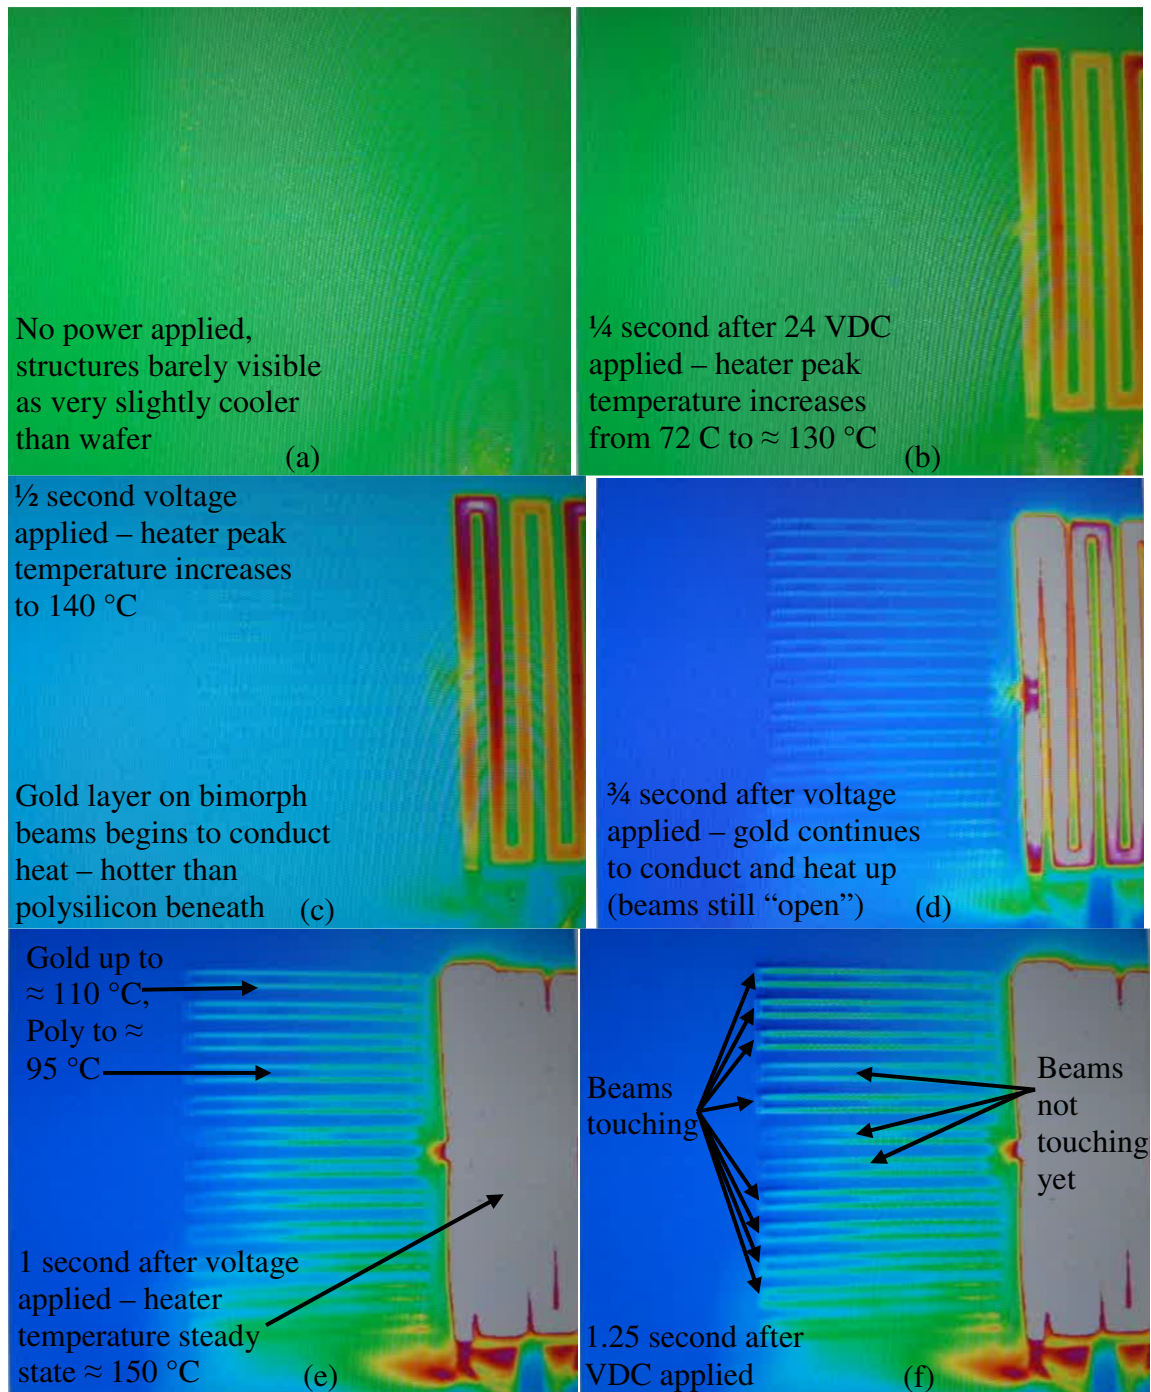 No power applied,
structures barely visible
as very slightly cooler
than wafer
(a)
¼ second after 24 VDC
applied – heater peak
temperature increases
from 72 C to ≈ 130 °C
(b)
½ second voltage
applied – heater peak
temperature increases
to 140 °C
Gold layer on bimorph
beams begins to conduct
heat – hotter than
polysilicon beneath
(c)
¾ second after voltage
applied – gold continues
to conduct and heat up
(beams still “open”)
(d)
Gold up to
≈ 110 °C,
Poly to ≈
95 °C
1 second after voltage
applied – heater
temperature steady
state ≈ 150 °C
(e)
Beams
touching
Beams
not
touching
yet
1.25 second after
VDC applied
(f)